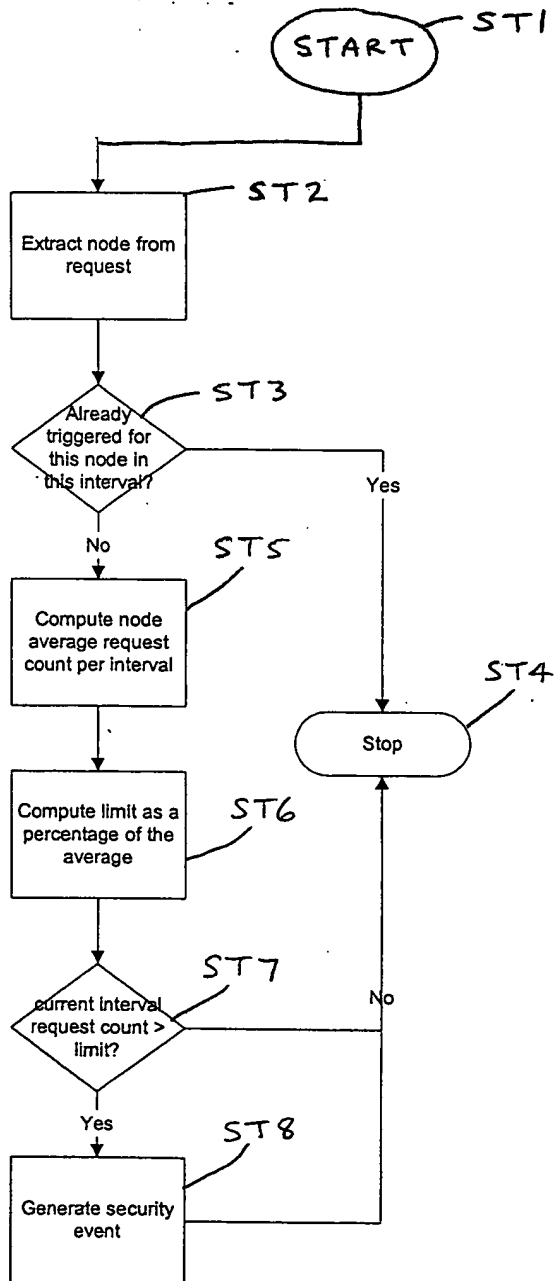 START
ST1
ST2
Extract node from
request
ST3
Already
triggered for
this node in
this interval?
Yes
No
ST5
Compute node
average request
count per interval
ST4
Stop
Compute limit as a
percentage of the
average
ST6
ST7
current interval
request count >
limit?
No
Yes
ST8
Generate security
event